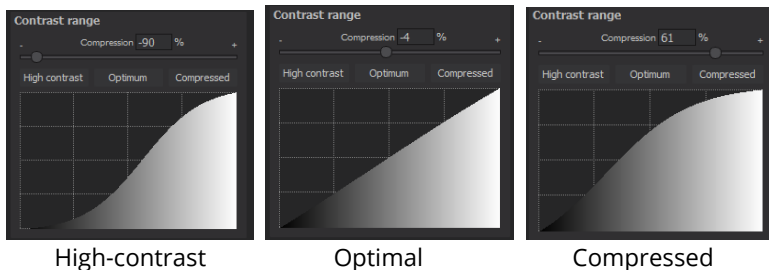 Contrast range
- Compression -90 % +
High contrast Optimum Compressed
High-contrast
Contrast range
- Compression -4 % +
High contrast Optimum Compressed
Optimal
Contrast range
- Compression 61 % +
High contrast Optimum Compressed
Compressed